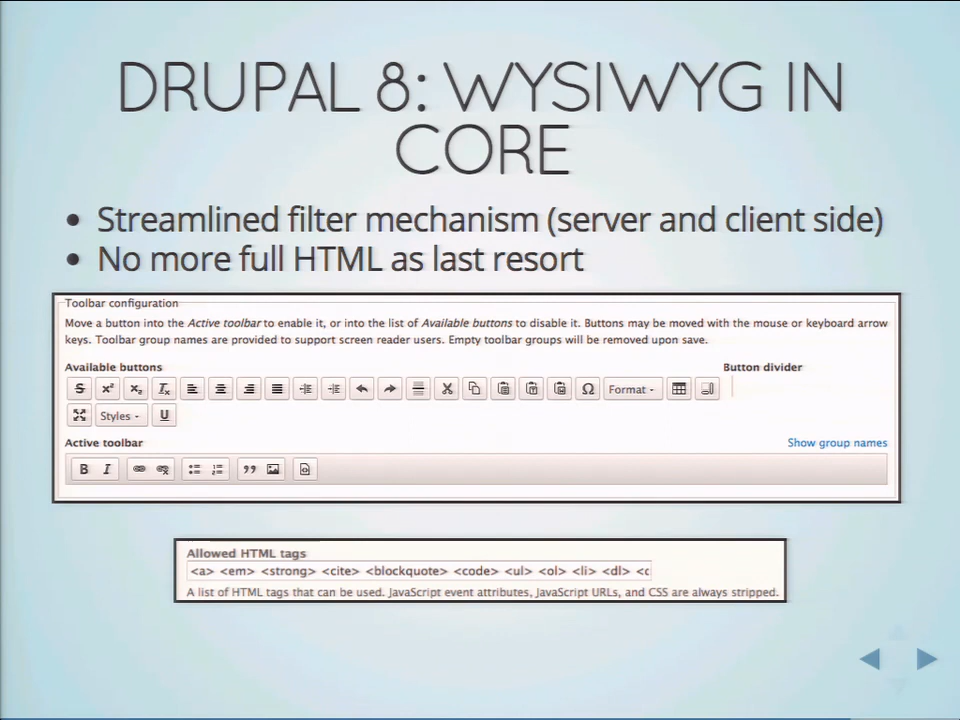 DRUPAL 8: WYSIWYG IN
CORE
• Streamlined filter mechanism (server and client side)
• No more full HTML as last resort
Toolbar configuration
Move a button into the Active toolbar to enable it, or into the list of Available buttons to disable it. Buttons may be moved with the mouse or keyboard arrow
keys. Toolbar group names are provided to support screen reader users. Empty toolbar groups will be removed upon save.
Available buttons
Button divider
S x² x₂ Tx Ω Format
Styles U
Active toolbar
Show group names
B I
Allowed HTML tags
<a> <em> <strong> <cite> <blockquote> <code> <ul> <ol> <li> <dl> <c
A list of HTML tags that can be used. JavaScript event attributes, JavaScript URLs, and CSS are always stripped.